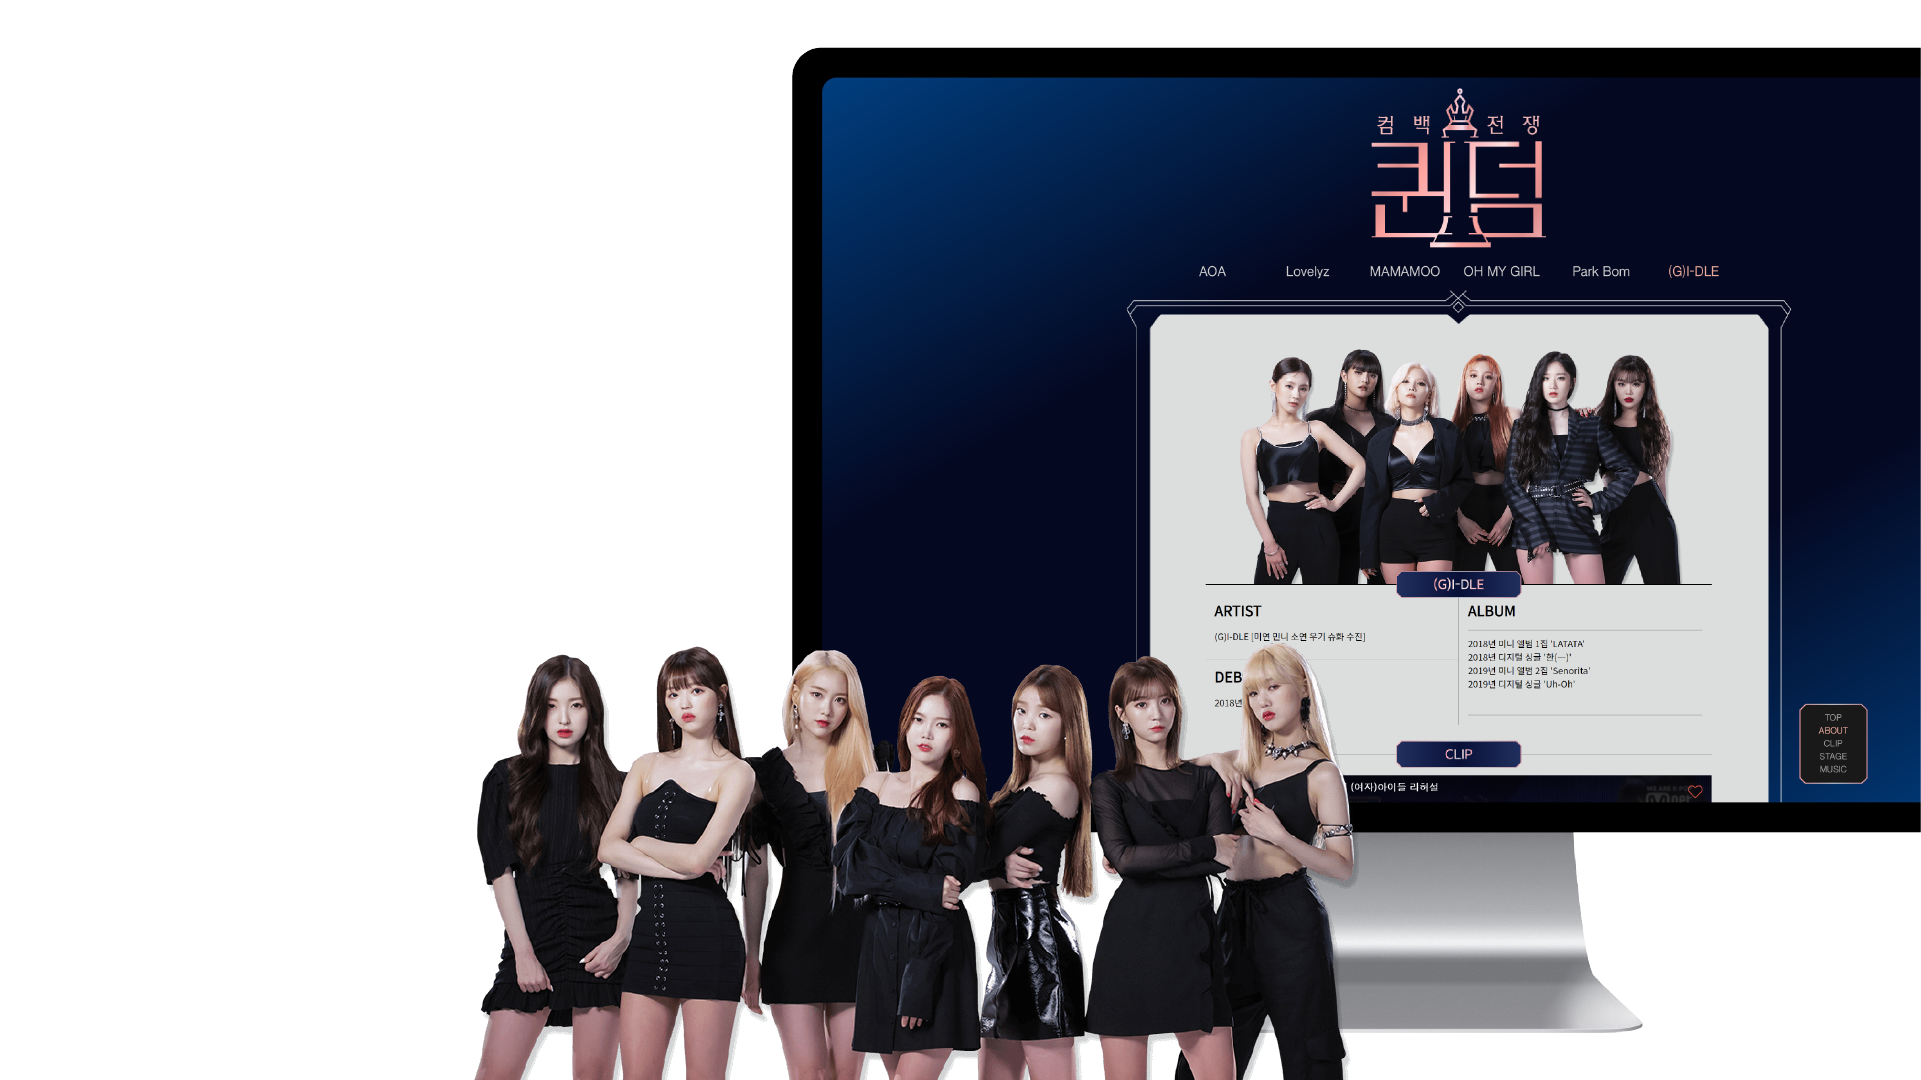 컴 백 전 쟁
퀸덤
AOA Lovelyz MAMAMOO OH MY GIRL Park Bom (G)I-DLE
(G)I-DLE
ARTIST
(G)I-DLE [미연 민니 소연 우기 슈화 수진]
DEB
2018년
ALBUM
2018년 미니 앨범 1집 'LATATA'
2018년 디지털 싱글 '한(一)'
2019년 미니 앨범 2집 'Senorita'
2019년 디지털 싱글 'Uh-Oh'
CLIP
(여자)아이들 리허설
WE ARE K-POP
Mnet
TOP
ABOUT
CLIP
STAGE
MUSIC